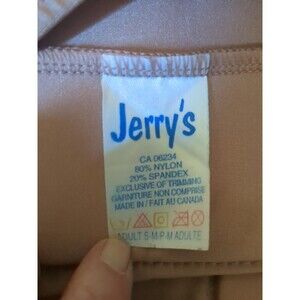 Jerry's
CA 06234
80% NYLON
20% SPANDEX
EXCLUSIVE OF TRIMMING
GARNITURE NON COMPRISE
MADE IN / FAIT AU CANADA
ADULT S-M-P-M ADULTE